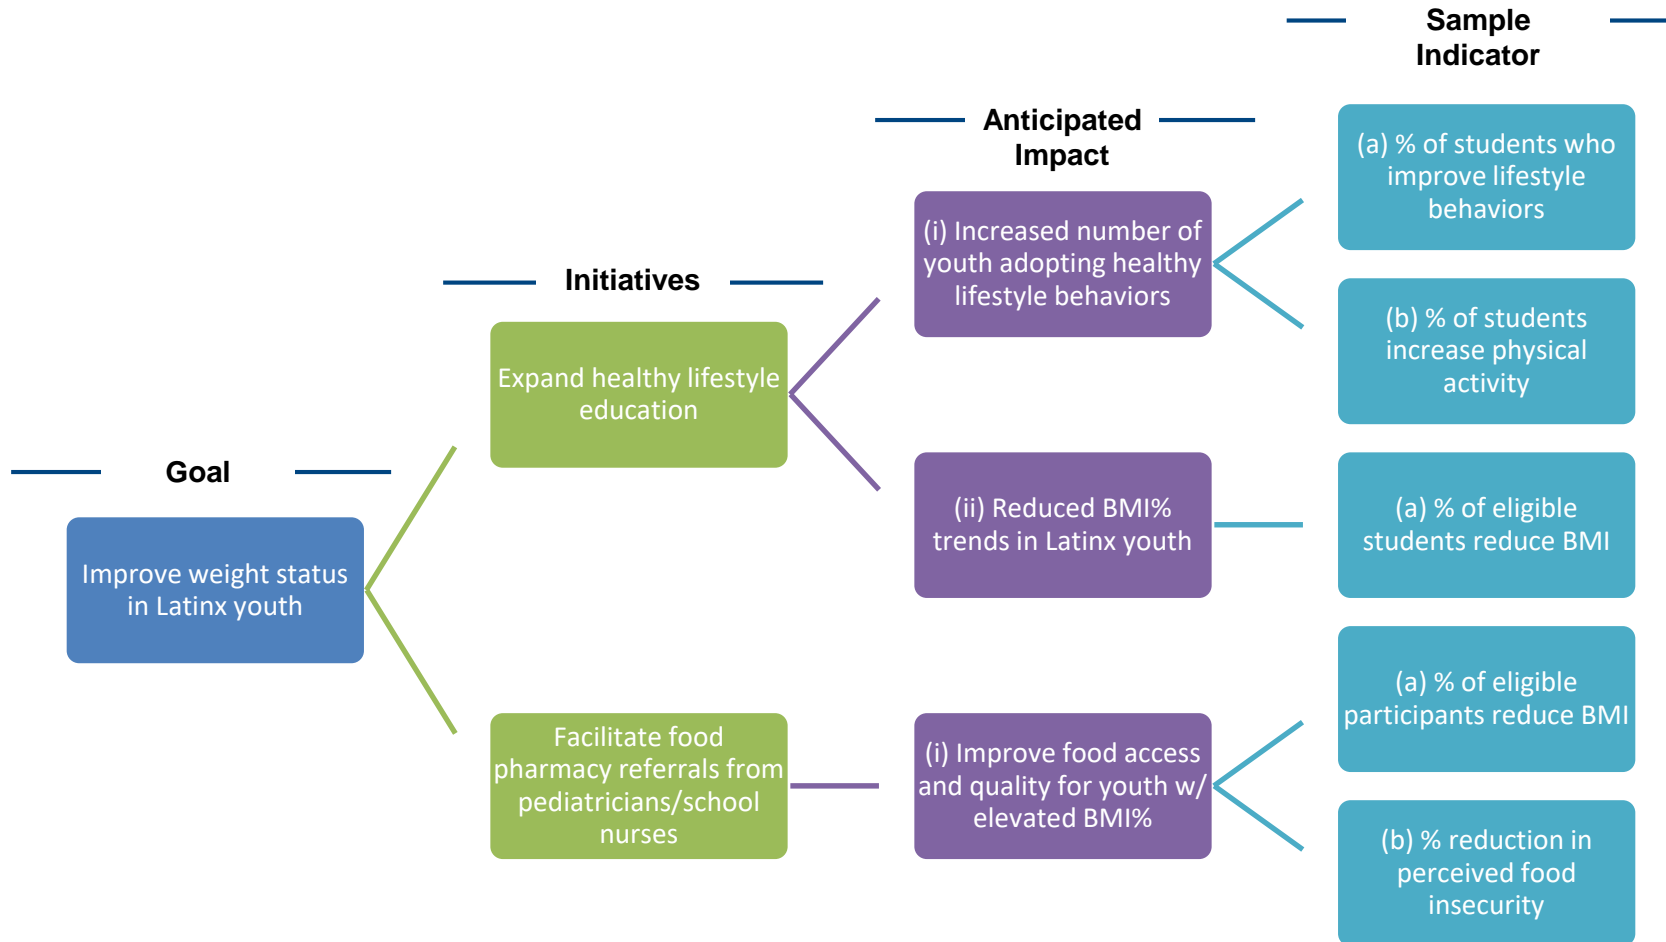 Sample
Indicator
Anticipated
Impact
(a) % of students who
improve lifestyle
behaviors
(i) Increased number of
youth adopting healthy
lifestyle behaviors
Initiatives
(b) % of students
increase physical
activity
Expand healthy lifestyle
education
Goal
(ii) Reduced BMI%
trends in Latinx youth
(a) % of eligible
students reduce BMI
Improve weight status
in Latinx youth
(a) % of eligible
participants reduce BMI
Facilitate food
pharmacy referrals from
pediatricians/school
nurses
(i) Improve food access
and quality for youth w/
elevated BMI%
(b) % reduction in
perceived food
insecurity